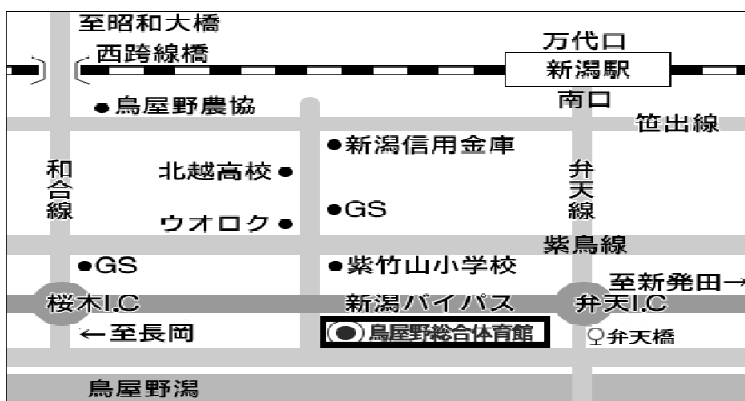 至昭和大橋
西跨線橋
万代口
新潟駅
南口
鳥屋野農協
笹出線
新潟信用金庫
和合線
北越高校
弁天線
GS
ウオロク
紫鳥線
GS
紫竹山小学校
至新発田→
桜木I.C
新潟バイパス
弁天I.C
←至長岡
鳥屋野総合体育館
弁天橋
鳥屋野潟